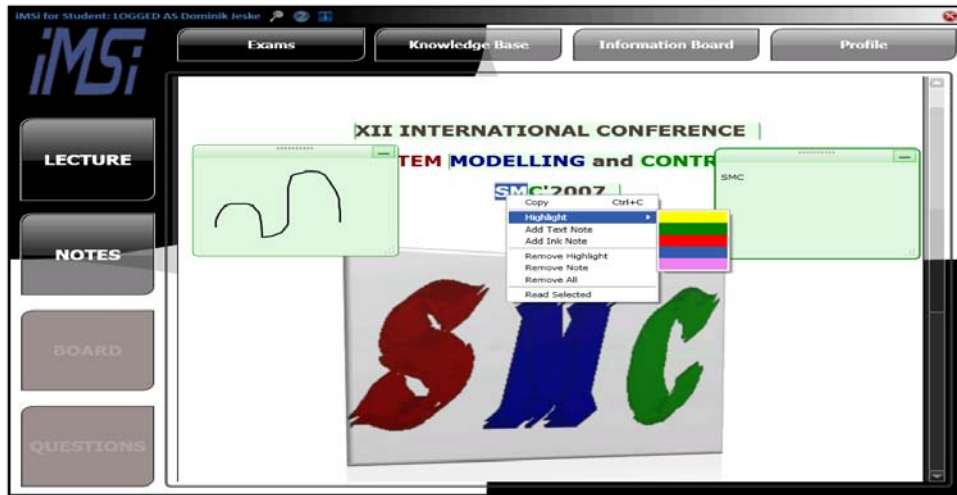 iMSi for Student: LOGGED AS Dominik Jeske
iMSi
Exams
Knowledge Base
Information Board
Profile
LECTURE
NOTES
BOARD
QUESTIONS
XII INTERNATIONAL CONFERENCE
TEM MODELLING and CONTR
SMC'2007
SMC
Copy Ctrl+C
Highlight
Add Text Note
Add Ink Note
Remove Highlight
Remove Note
Remove All
Read Selected
SMC